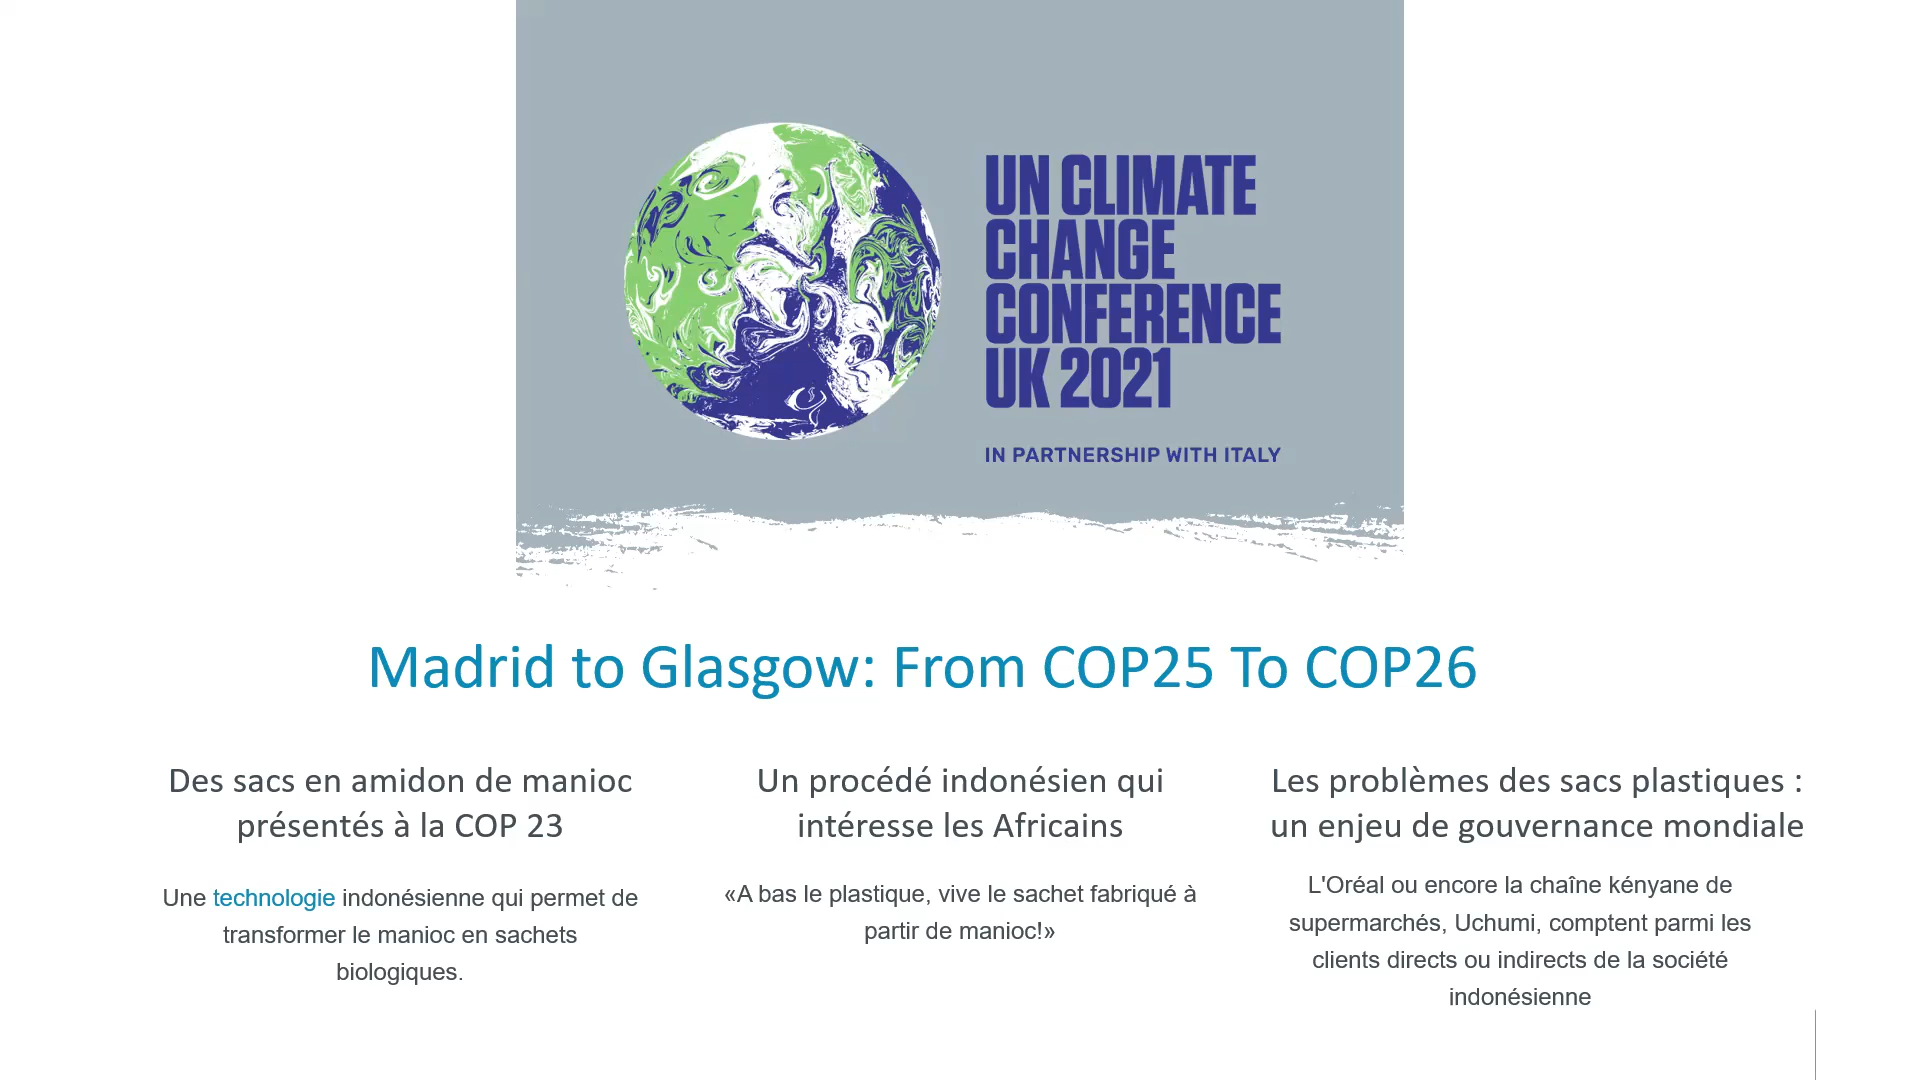 UN CLIMATE
CHANGE
CONFERENCE
UK 2021
IN PARTNERSHIP WITH ITALY
Madrid to Glasgow: From COP25 To COP26
Des sacs en amidon de manioc
présentés à la COP 23
Une technologie indonésienne qui permet de
transformer le manioc en sachets
biologiques.
Un procédé indonésien qui
intéresse les Africains
«A bas le plastique, vive le sachet fabriqué à
partir de manioc!»
Les problèmes des sacs plastiques :
un enjeu de gouvernance mondiale
L'Oréal ou encore la chaîne kényane de
supermarchés, Uchumi, comptent parmi les
clients directs ou indirects de la société
indonésienne